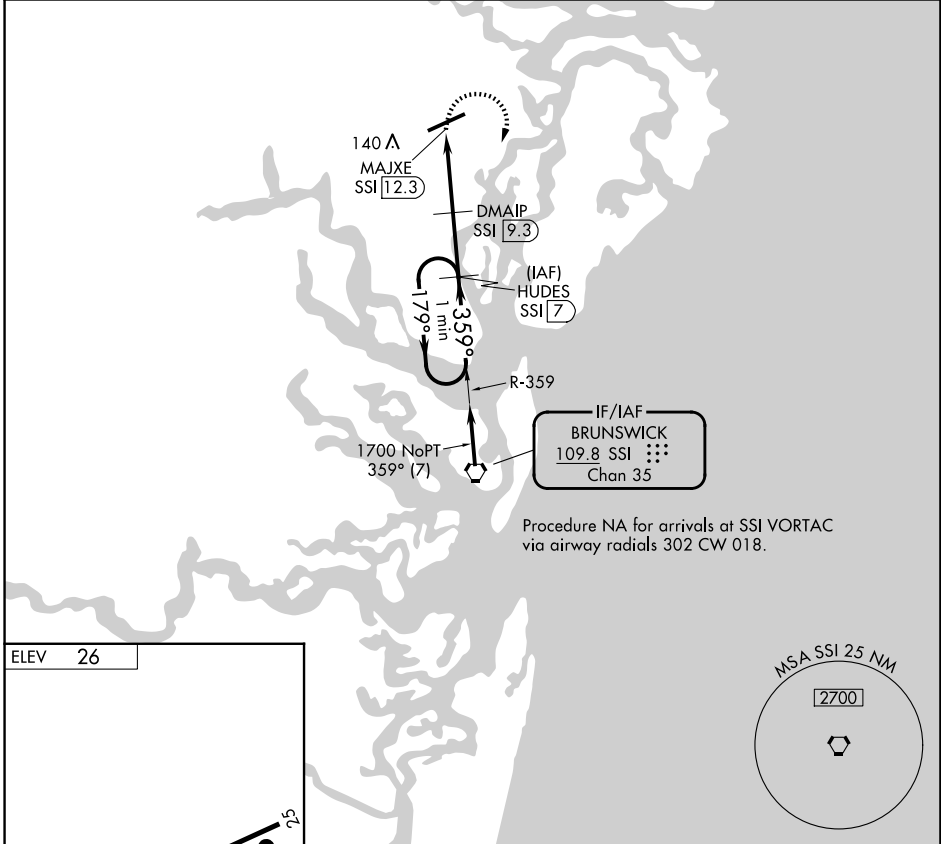 140
MAJXE
SSI 12.3
DMAIP
SSI 9.3
(IAF)
HUDES
SSI 7
179°
1 min
359°
R-359
1700 NoPT
359° (7)
IF/IAF
BRUNSWICK
109.8 SSI
Chan 35
Procedure NA for arrivals at SSI VORTAC
via airway radials 302 CW 018.
ELEV 26
25
MSA SSI 25 NM
2700